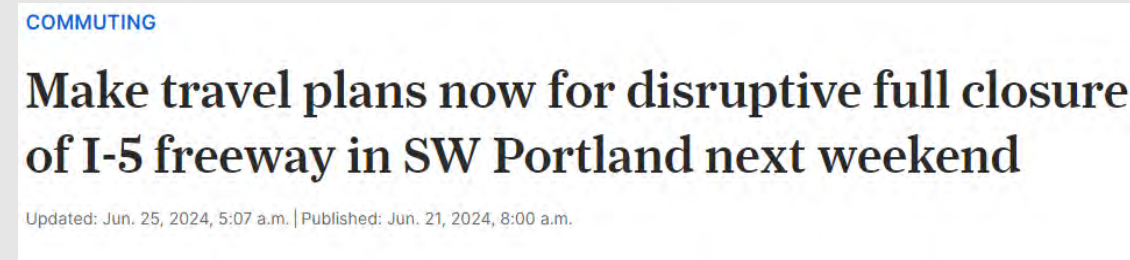 COMMUTING
Make travel plans now for disruptive full closure
of I-5 freeway in SW Portland next weekend
Updated: Jun. 25, 2024, 5:07 a.m. | Published: Jun. 21, 2024, 8:00 a.m.